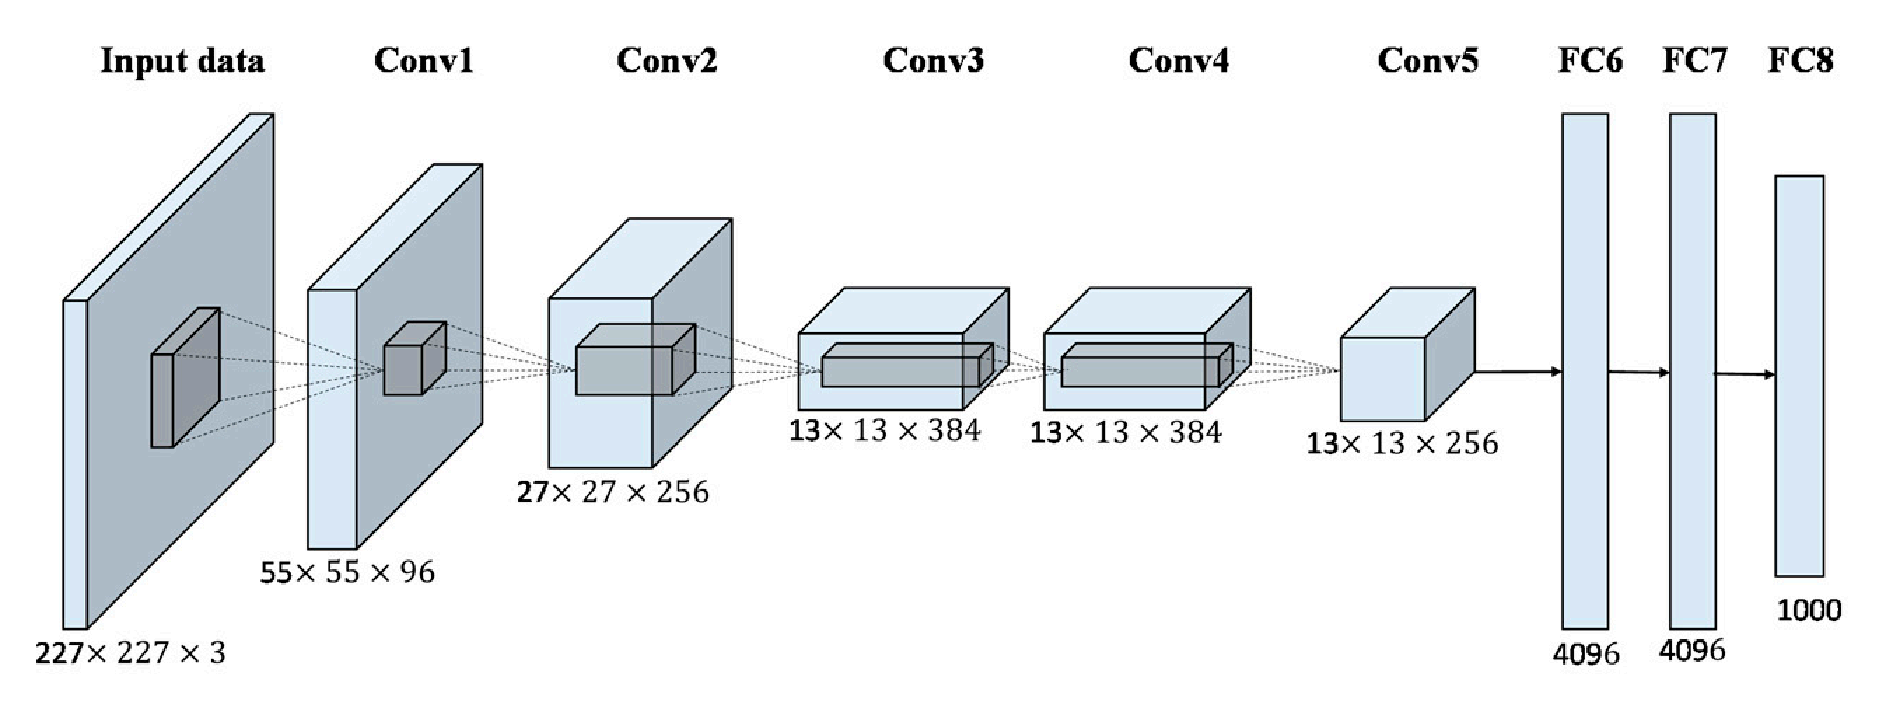 Input data Conv1 Conv2 Conv3 Conv4 Conv5 FC6 FC7 FC8
13× 13 × 384
13× 13 × 384
13× 13 × 256
27× 27 × 256
55× 55 × 96
227× 227 × 3
4096
4096
1000